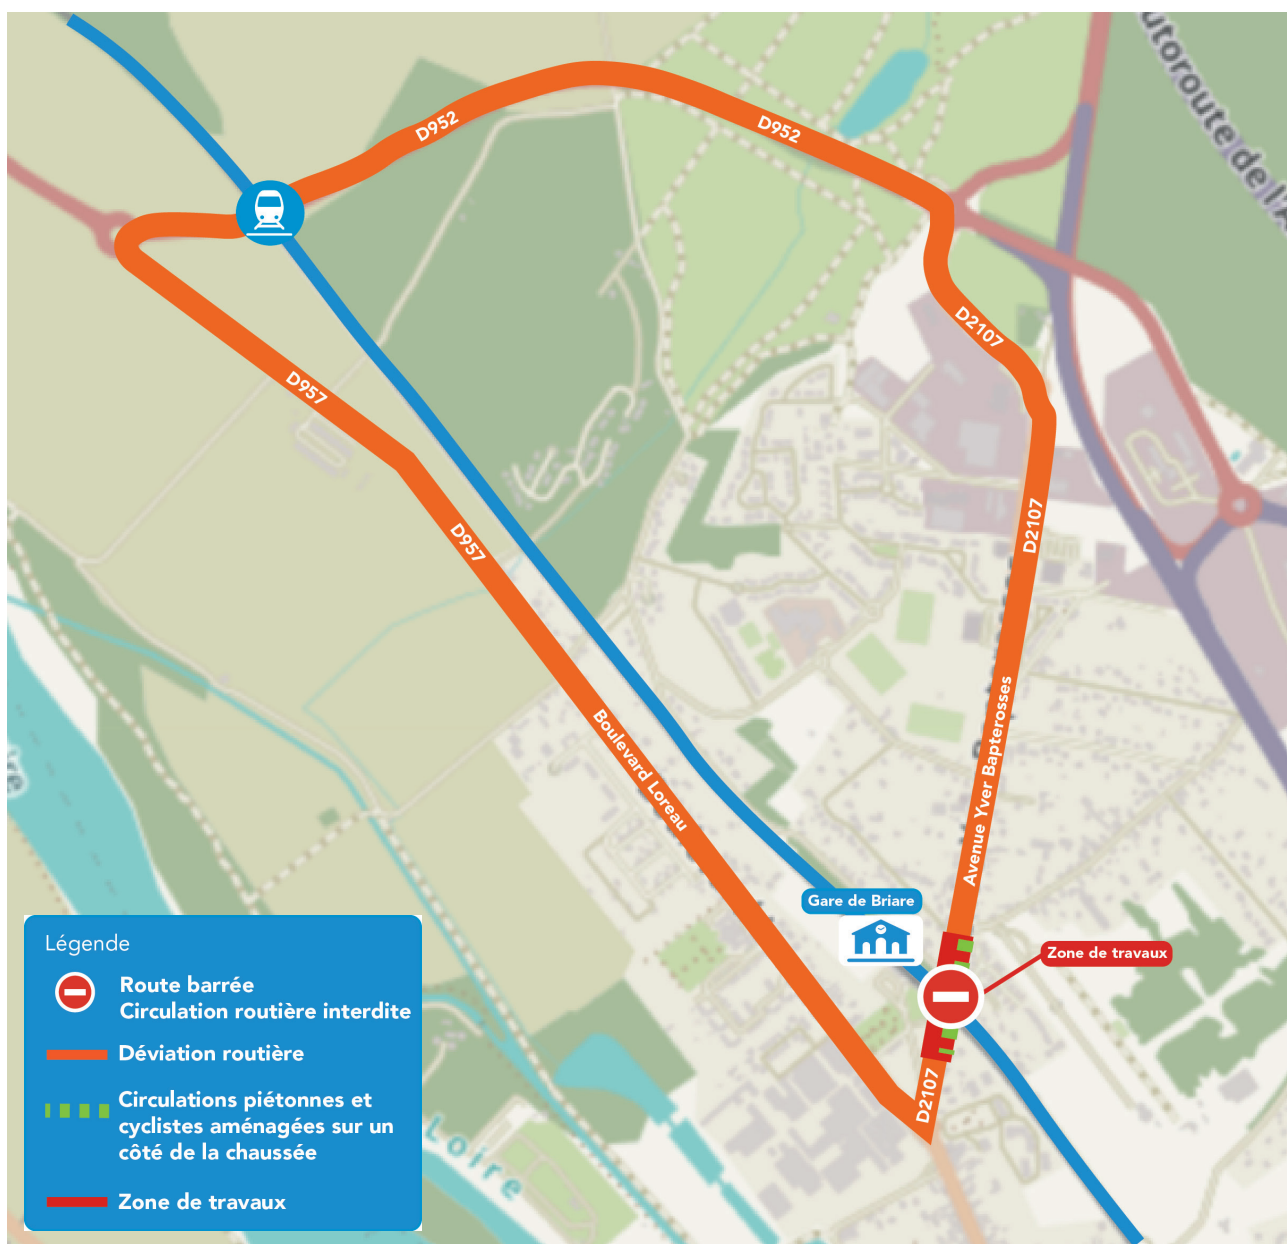 utoroute de l'A
D952
D952
D2107
D957
D2107
D957
Boulevard Loreau
Avenue Yver Bapterosses
Gare de Briare
Zone de travaux
D2107
Légende
Route barrée
Circulation routière interdite
Déviation routière
Circulations piétonnes et
cyclistes aménagées sur un
côté de la chaussée
Zone de travaux
Loire